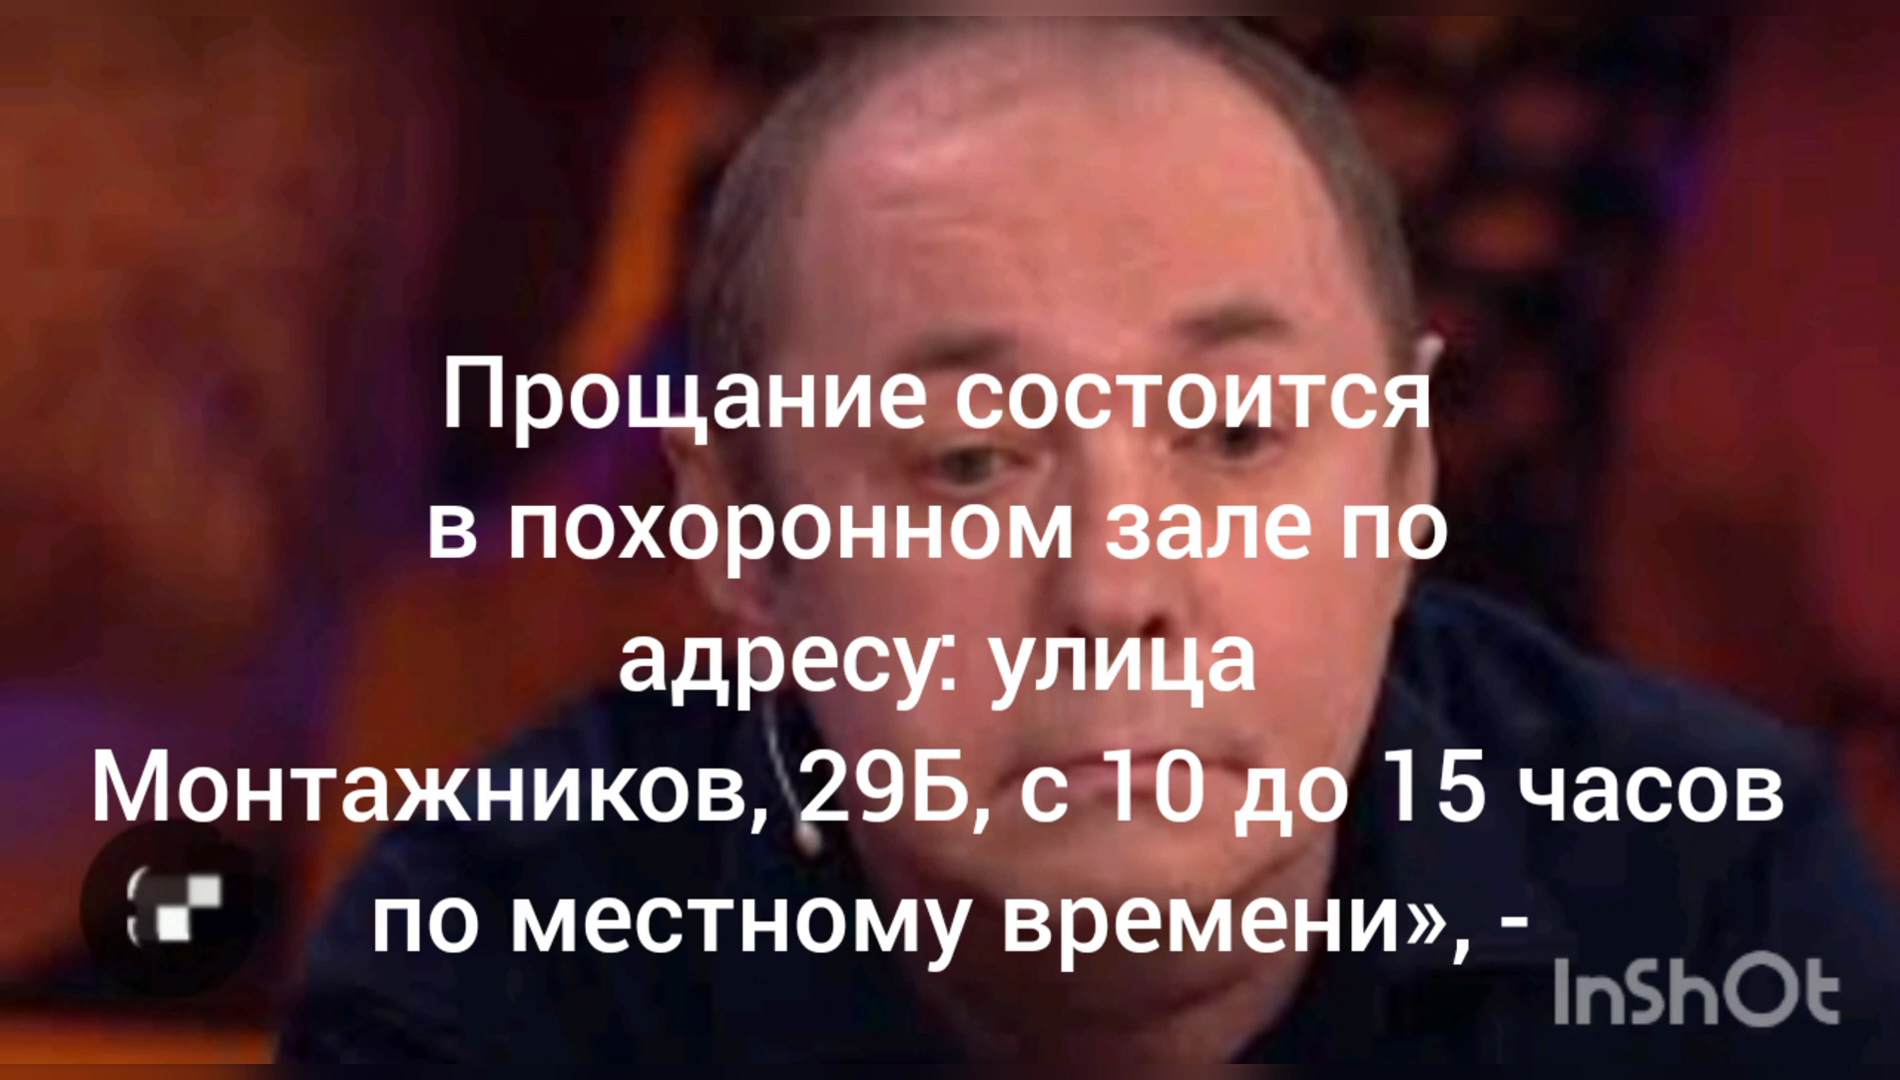 Прощание состоится
в похоронном зале по
адресу: улица
Монтажников, 29Б, с 10 до 15 часов
по местному времени», -
InShOt